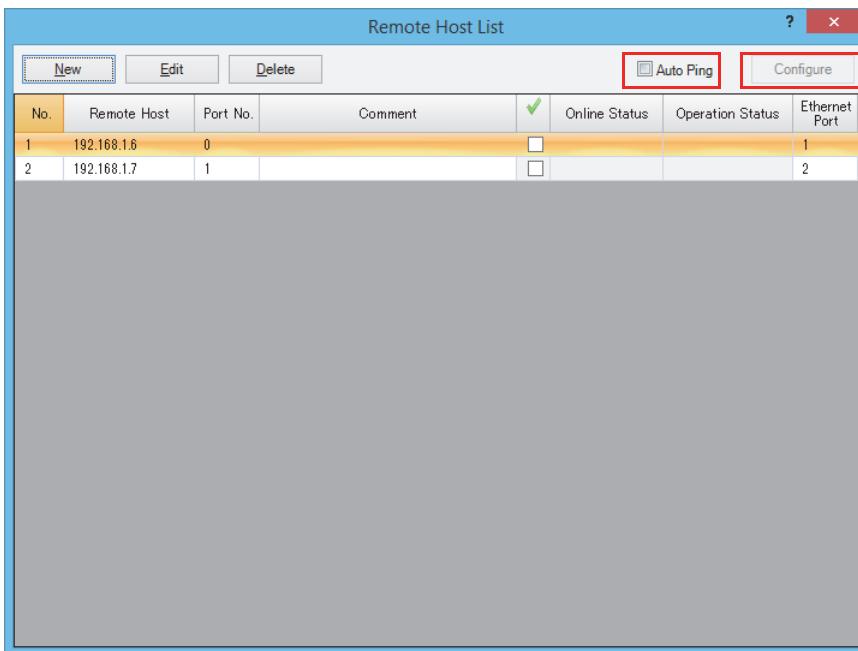 Remote Host List ?
New Edit Delete Auto Ping Configure
No. Remote Host Port No. Comment Online Status Operation Status Ethernet Port
1 192.168.1.6 0 1
2 192.168.1.7 1 2